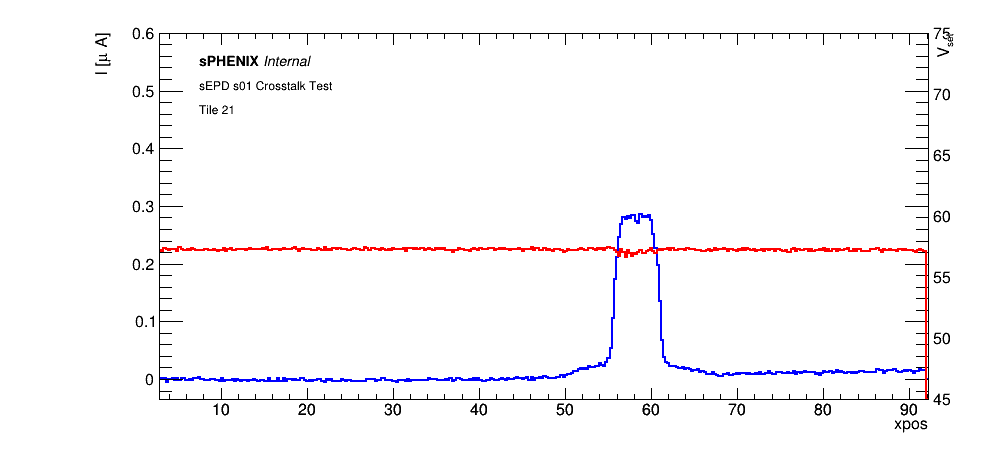 I [μ A]
0.6
0.5
0.4
0.3
0.2
0.1
0
sPHENIX Internal
sEPD s01 Crosstalk Test
Tile 21
75
70
65
60
55
50
45
Vset
10 20 30 40 50 60 70 80 90
xpos